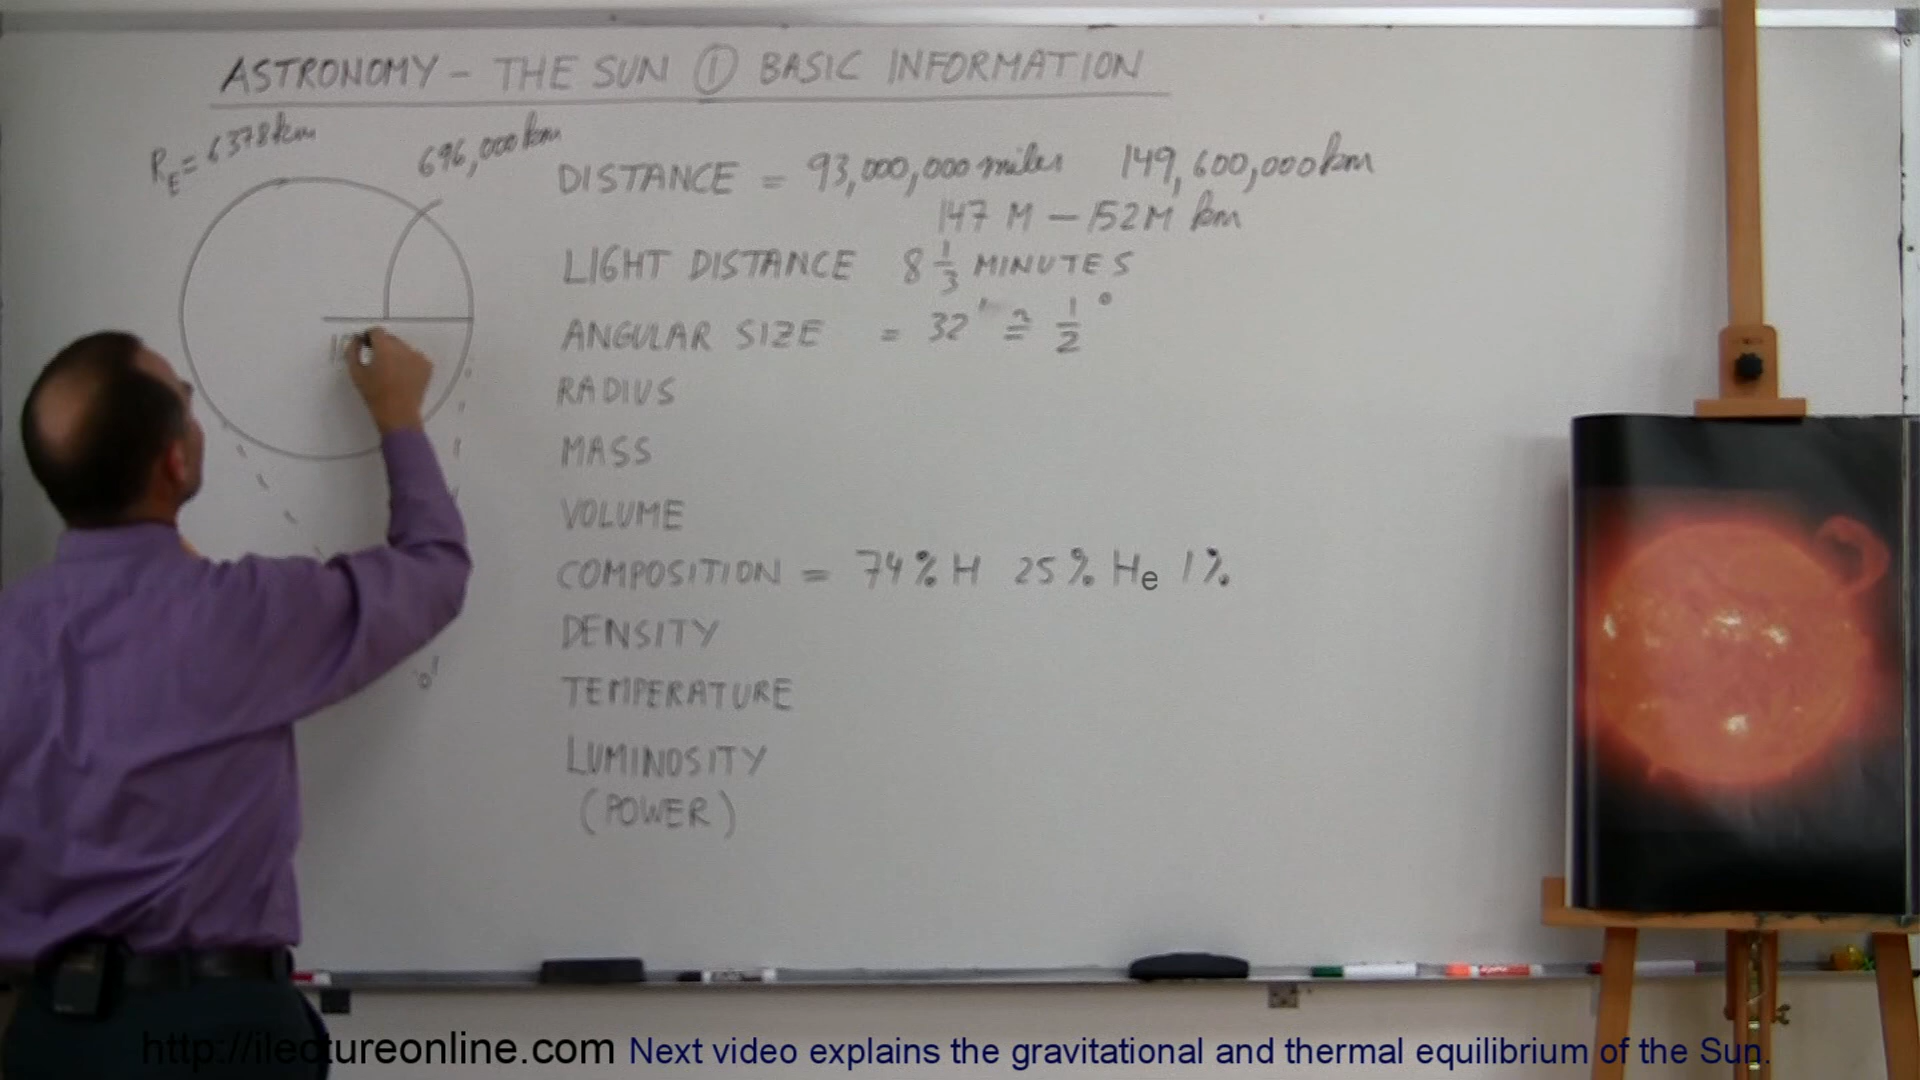 ASTRONOMY - THE SUN ① BASIC INFORMATION
R_E = 6378 km
696,000 km
DISTANCE = 93,000,000 miles 149,600,000 km
147 M — 152 M km
LIGHT DISTANCE 8 1/3 MINUTES
ANGULAR SIZE = 32' ≅ 1/2°
RADIUS
MASS
VOLUME
COMPOSITION = 74% H 25% He 1%
DENSITY
TEMPERATURE
LUMINOSITY
(POWER)
http://ilectureonline.com Next video explains the gravitational and thermal equilibrium of the Sun.